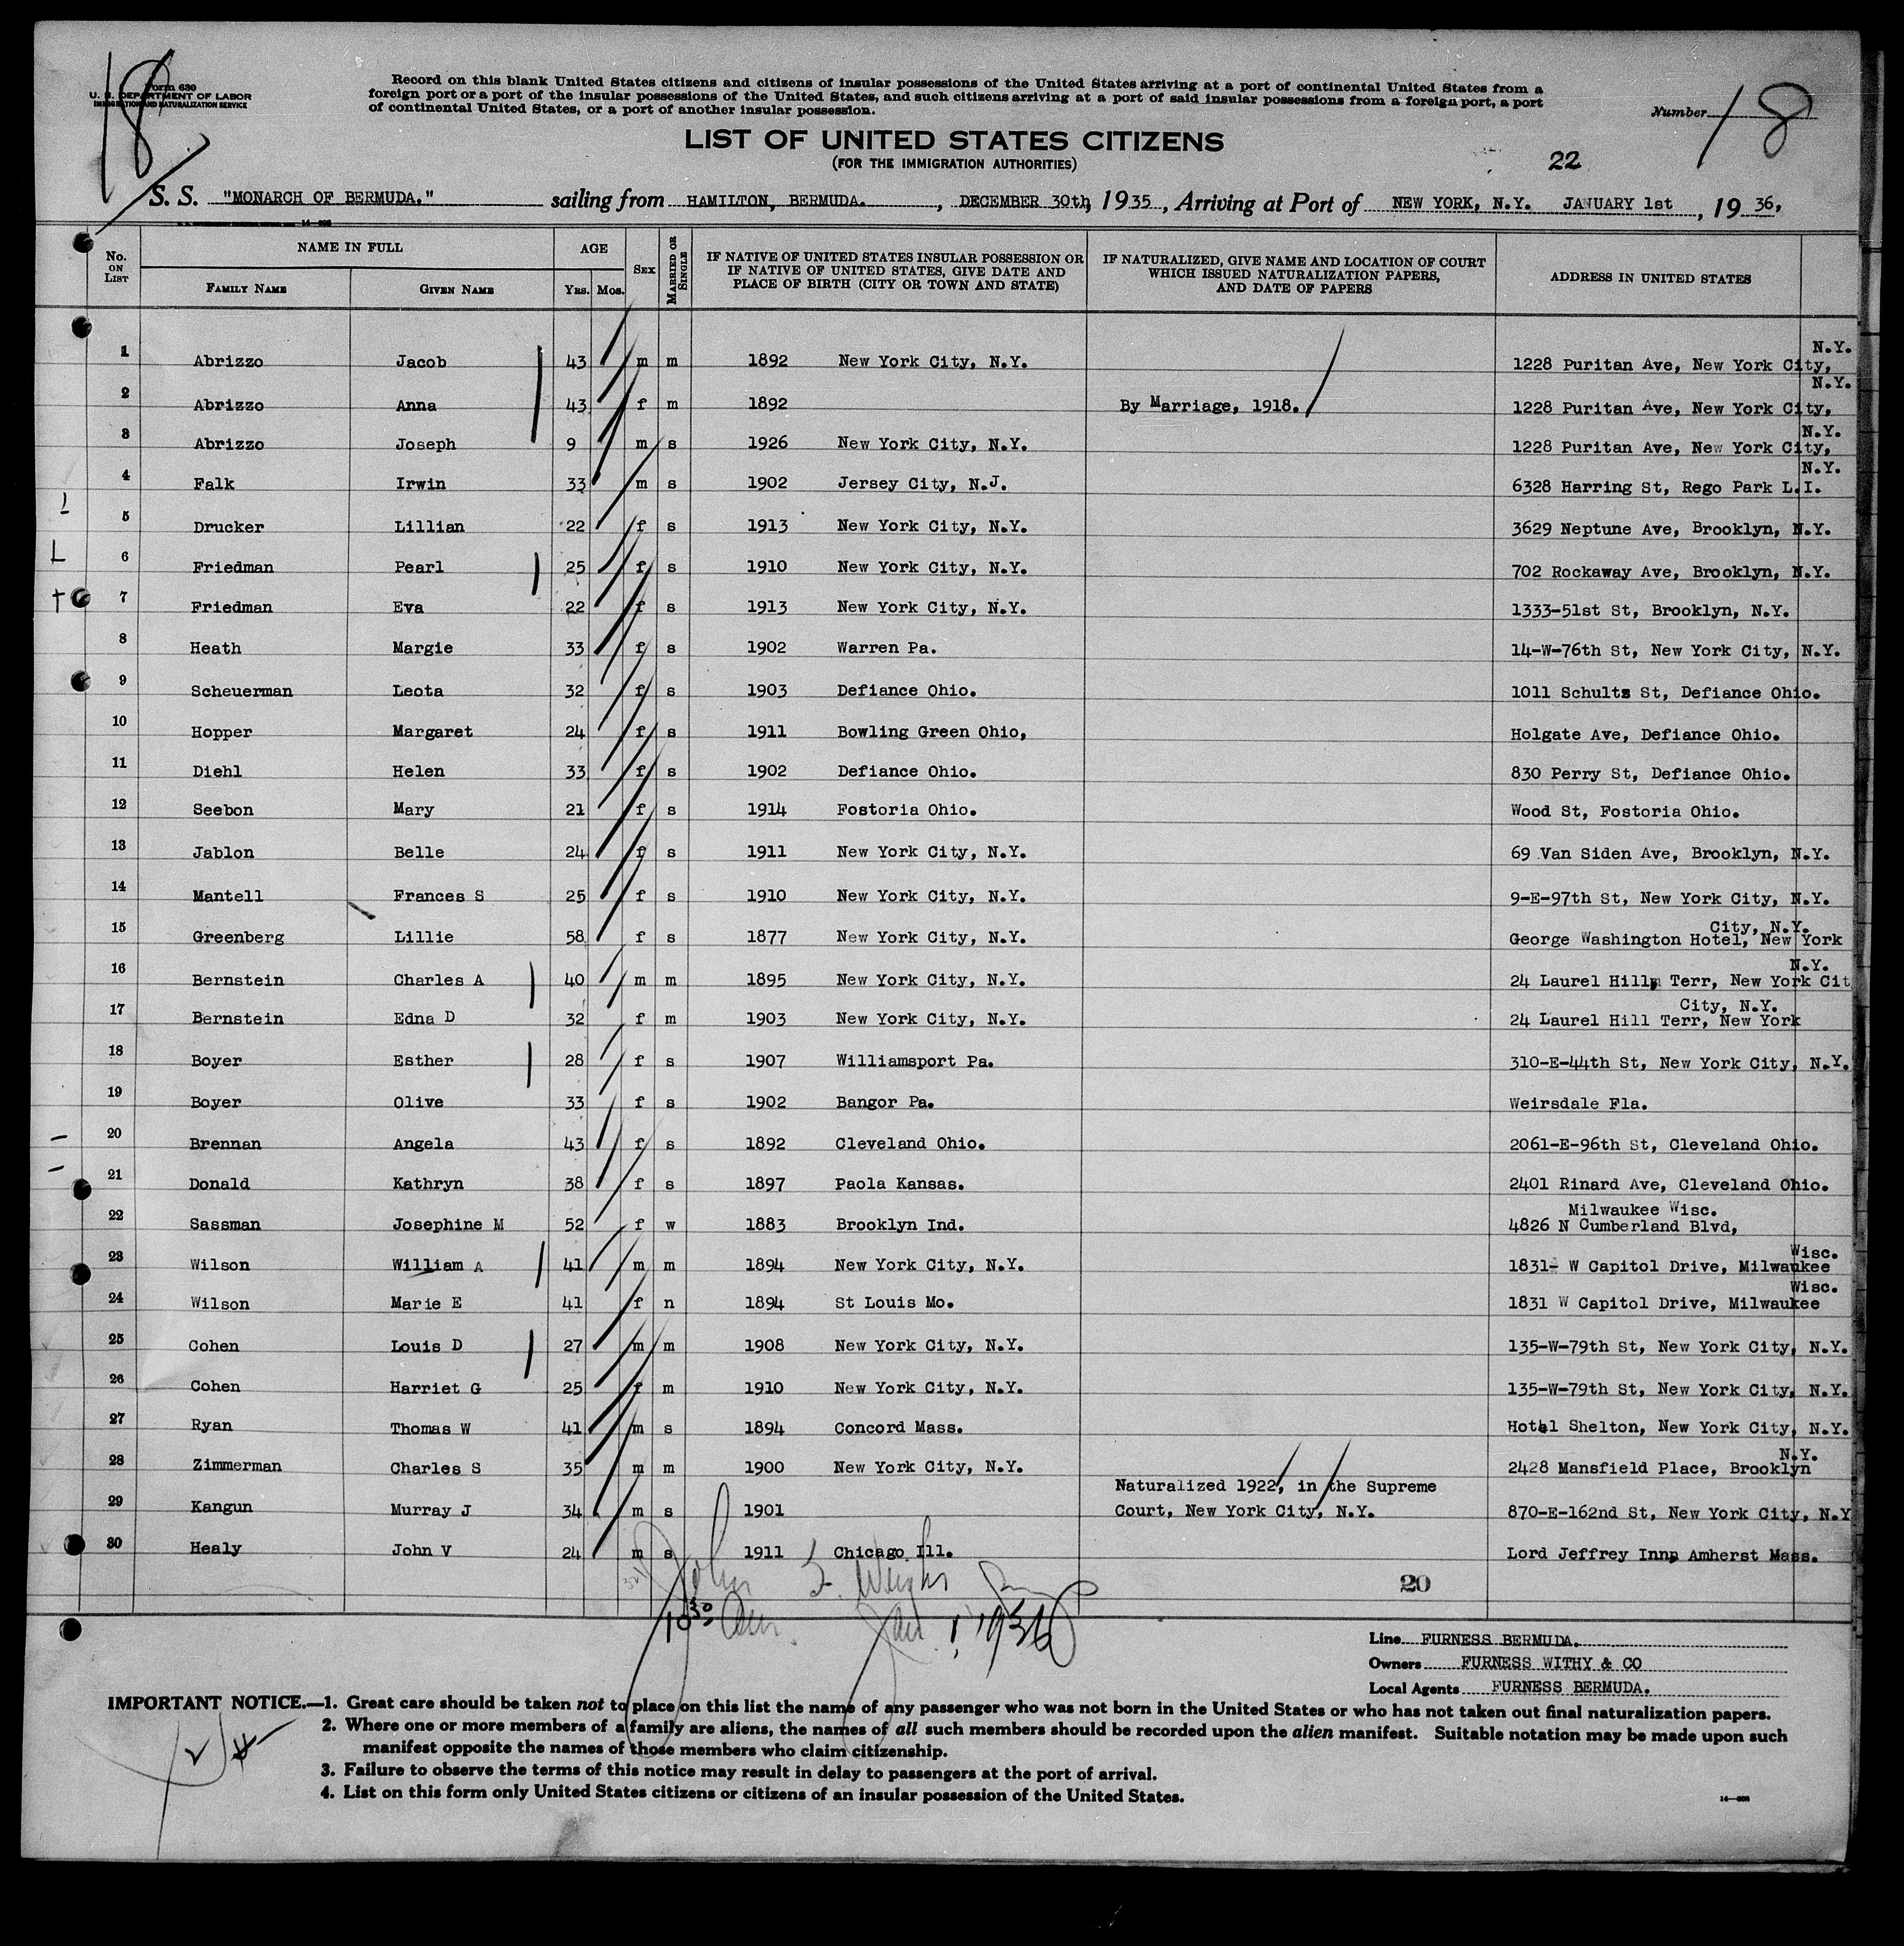 18
Form 630
U. S. DEPARTMENT OF LABOR
IMMIGRATION AND NATURALIZATION SERVICE
Record on this blank United States citizens and citizens of insular possessions of the United States arriving at a port of continental United States from a
foreign port or a port of the insular possessions of the United States, and such citizens arriving at a port of said insular possessions from a foreign port, a port
of continental United States, or a port of another insular possession.
Number 18
LIST OF UNITED STATES CITIZENS
(FOR THE IMMIGRATION AUTHORITIES)
22
S. S. "MONARCH OF BERMUDA." sailing from HAMILTON, BERMUDA. , DECEMBER 30th, 1935, Arriving at Port of NEW YORK, N.Y. JANUARY 1st , 19 36,
No. ON LIST NAME IN FULL AGE SEX MARRIED OR SINGLE IF NATIVE OF UNITED STATES INSULAR POSSESSION OR IF NATIVE OF UNITED STATES, GIVE DATE AND PLACE OF BIRTH (CITY OR TOWN AND STATE) IF NATURALIZED, GIVE NAME AND LOCATION OF COURT WHICH ISSUED NATURALIZATION PAPERS, AND DATE OF PAPERS ADDRESS IN UNITED STATES
FAMILY NAME GIVEN NAME YRS. MOS.
1 Abrizzo Jacob 43 m m 1892 New York City, N.Y. 1228 Puritan Ave, New York City, N.Y.
2 Abrizzo Anna 43 f m 1892 By Marriage, 1918. 1228 Puritan Ave, New York City, N.Y.
3 Abrizzo Joseph 9 m s 1926 New York City, N.Y. 1228 Puritan Ave, New York City, N.Y.
4 Falk Irwin 33 m s 1902 Jersey City, N.J. 6328 Harring St, Rego Park L.I. N.Y.
5 Drucker Lillian 22 f s 1913 New York City, N.Y. 3629 Neptune Ave, Brooklyn, N.Y.
6 Friedman Pearl 25 f s 1910 New York City, N.Y. 702 Rockaway Ave, Brooklyn, N.Y.
7 Friedman Eva 22 f s 1913 New York City, N.Y. 1333-51st St, Brooklyn, N.Y.
8 Heath Margie 33 f s 1902 Warren Pa. 14-W-76th St, New York City, N.Y.
9 Scheuerman Leota 32 f s 1903 Defiance Ohio. 1011 Schults St, Defiance Ohio.
10 Hopper Margaret 24 f s 1911 Bowling Green Ohio, Holgate Ave, Defiance Ohio.
11 Diehl Helen 33 f s 1902 Defiance Ohio. 830 Perry St, Defiance Ohio.
12 Seebon Mary 21 f s 1914 Fostoria Ohio. Wood St, Fostoria Ohio.
13 Jablon Belle 24 f s 1911 New York City, N.Y. 69 Van Siden Ave, Brooklyn, N.Y.
14 Mantell Frances S 25 f s 1910 New York City, N.Y. 9-E-97th St, New York City, N.Y.
15 Greenberg Lillie 58 f s 1877 New York City, N.Y. George Washington Hotel, New York City, N.Y.
16 Bernstein Charles A 40 m m 1895 New York City, N.Y. 24 Laurel Hill, Terr, New York Cit N.Y.
17 Bernstein Edna D 32 f m 1903 New York City, N.Y. 24 Laurel Hill Terr, New York City, N.Y.
18 Boyer Esther 28 f s 1907 Williamsport Pa. 310-E-44th St, New York City, N.Y.
19 Boyer Olive 33 f s 1902 Bangor Pa. Weirsdale Fla.
20 Brennan Angela 43 f s 1892 Cleveland Ohio. 2061-E-96th St, Cleveland Ohio.
21 Donald Kathryn 38 f s 1897 Paola Kansas. 2401 Rinard Ave, Cleveland Ohio.
22 Sassman Josephine M 52 f w 1883 Brooklyn Ind. 4826 N Cumberland Blvd, Milwaukee Wisc.
23 Wilson William A 41 m m 1894 New York City, N.Y. 1831- W Capitol Drive, Milwaukee Wisc.
24 Wilson Marie E 41 f n 1894 St Louis Mo. 1831 W Capitol Drive, Milwaukee Wisc.
25 Cohen Louis D 27 m m 1908 New York City, N.Y. 135-W-79th St, New York City, N.Y.
26 Cohen Harriet G 25 f m 1910 New York City, N.Y. 135-W-79th St, New York City, N.Y.
27 Ryan Thomas W 41 m s 1894 Concord Mass. Hotel Shelton, New York City, N.Y.
28 Zimmerman Charles S 35 m m 1900 New York City, N.Y. 2428 Mansfield Place, Brooklyn N.Y.
29 Kangun Murray J 34 m s 1901 Naturalized 1922, in the Supreme Court, New York City, N.Y. 870-E-162nd St, New York City, N.Y
30 Healy John V 24 m s 1911 Chicago Ill. Lord Jeffrey Inn, Amherst Mass.
20
John
10 30 am. Jan. 1, 1936
Line FURNESS BERMUDA.
Owners FURNESS WITHY & CO
Local Agents FURNESS BERMUDA.
IMPORTANT NOTICE.—1. Great care should be taken not to place on this list the name of any passenger who was not born in the United States or who has not taken out final naturalization papers.
2. Where one or more members of a family are aliens, the names of all such members should be recorded upon the alien manifest. Suitable notation may be made upon such
manifest opposite the names of those members who claim citizenship.
3. Failure to observe the terms of this notice may result in delay to passengers at the port of arrival.
4. List on this form only United States citizens or citizens of an insular possession of the United States.